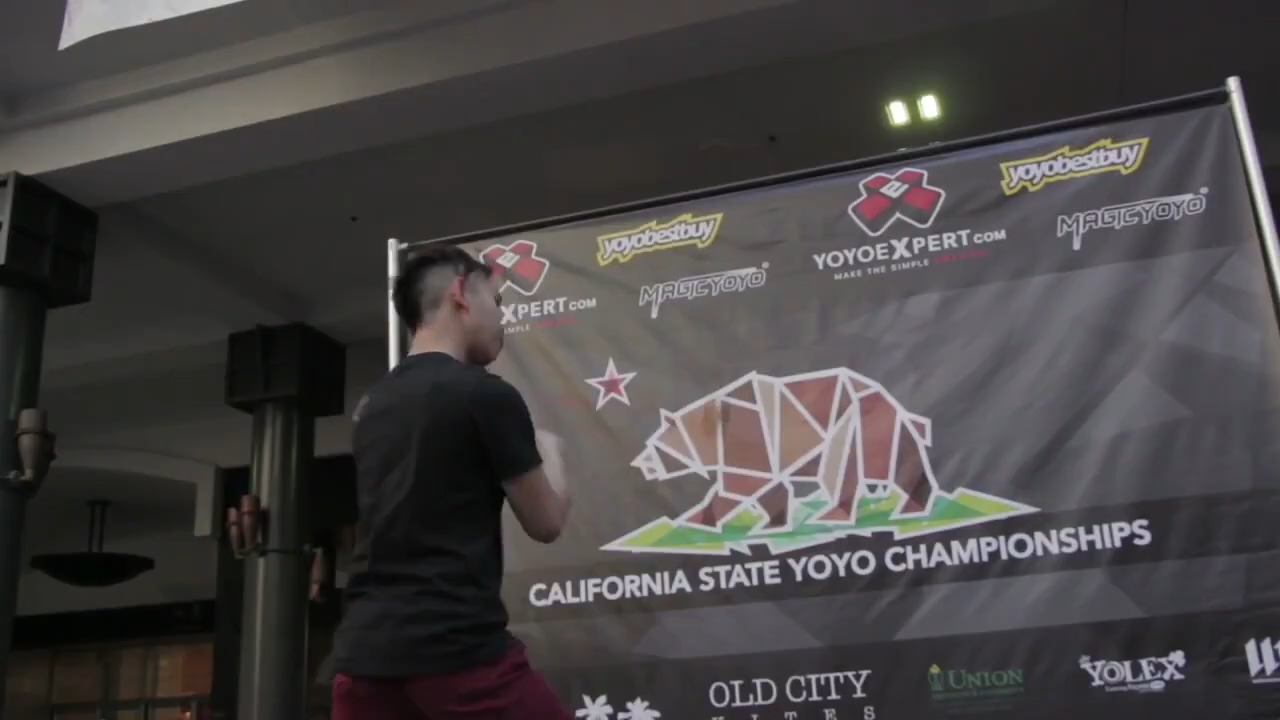 yoyobestbuy
YOYOEXPERT.COM
MAKE THE SIMPLE
yoyobestbuy
MAGICYOYO®
XPERT.COM
MAGICYOYO®
CALIFORNIA STATE YOYO CHAMPIONSHIPS
OLD CITY
KITES
UNION
YOLEX